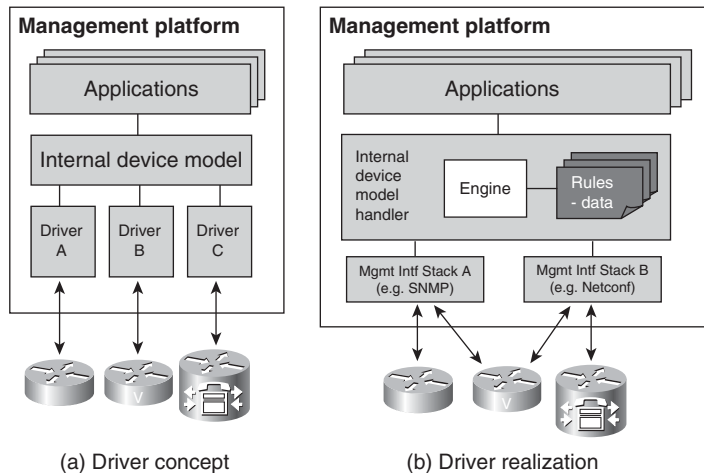 Management platform
Applications
Internal device model
Driver
A
Driver
B
Driver
C
V
(a) Driver concept
Management platform
Applications
Internal
device
model
handler
Engine
Rules
- data
Mgmt Intf Stack A
(e.g. SNMP)
Mgmt Intf Stack B
(e.g. Netconf)
V
(b) Driver realization